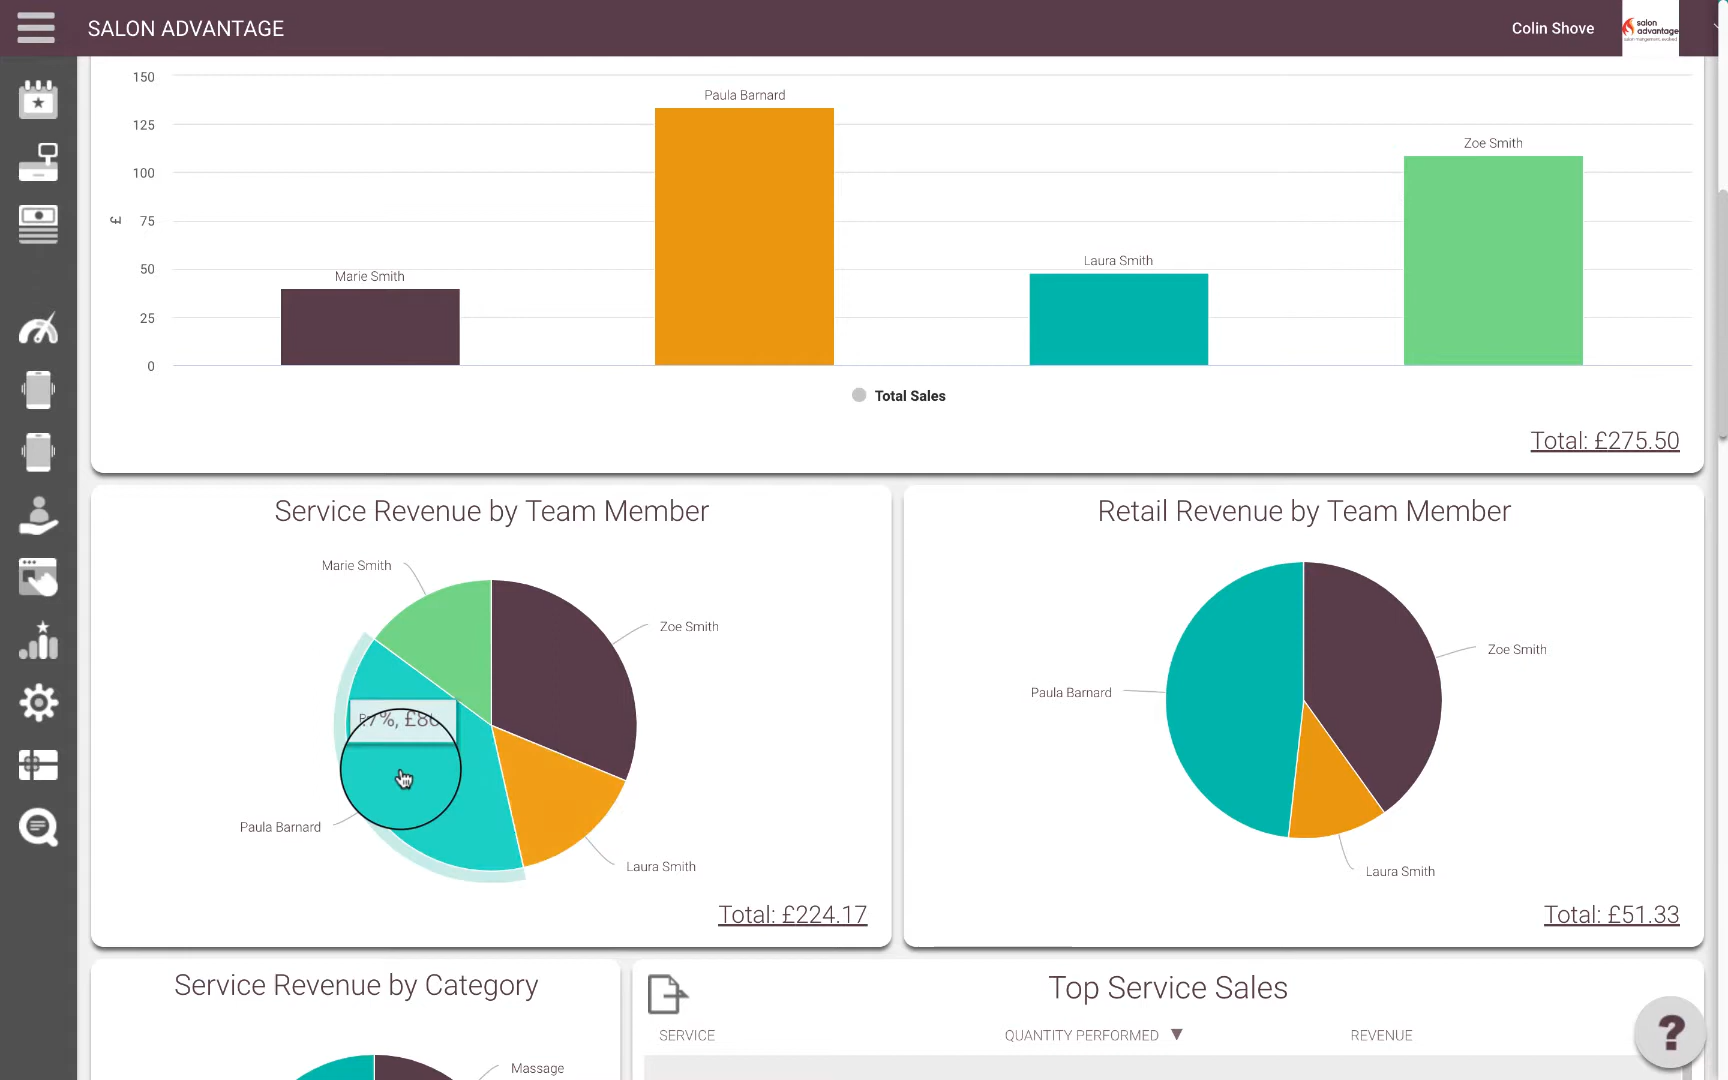 SALON ADVANTAGE
Colin Shove
salon
advantage
150
Paula Barnard
125
Zoe Smith
100
£
75
Laura Smith
50
Marie Smith
25
0
Total Sales
Total: £275.50
Service Revenue by Team Member
Retail Revenue by Team Member
Marie Smith
Zoe Smith
Zoe Smith
Paula Barnard
Paula Barnard
Laura Smith
Laura Smith
Total: £224.17
Total: £51.33
Service Revenue by Category
Top Service Sales
SERVICE
QUANTITY PERFORMED ▼
REVENUE
Massage
?